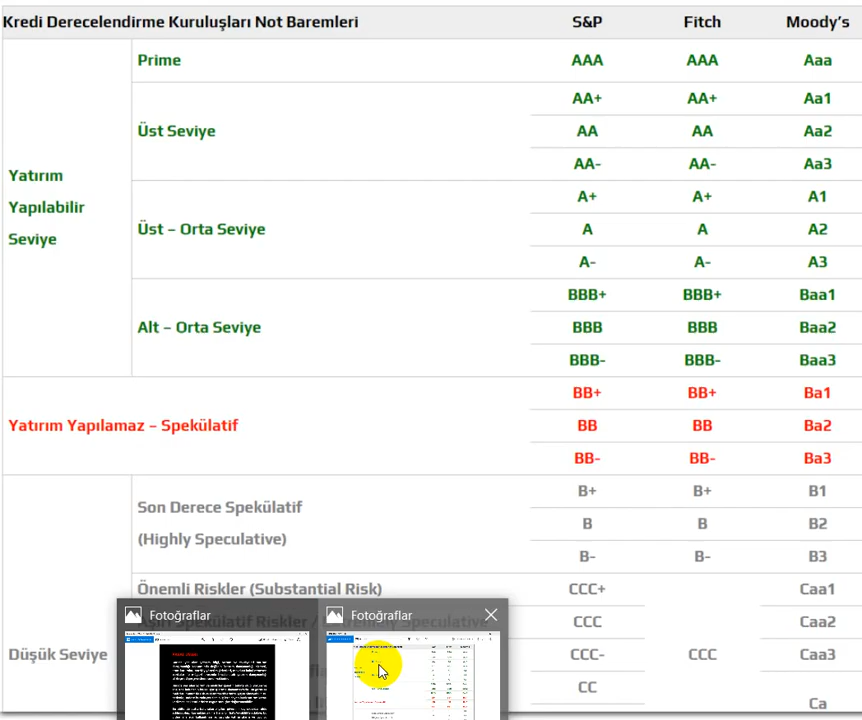 Kredi Derecelendirme Kuruluşları Not Baremleri S&P Fitch Moody's
Prime AAA AAA Aaa
AA+ AA+ Aa1
Üst Seviye AA AA Aa2
AA- AA- Aa3
Yatırım
Yapılabilir
Seviye
A+ A+ A1
Üst – Orta Seviye A A A2
A- A- A3
BBB+ BBB+ Baa1
Alt – Orta Seviye BBB BBB Baa2
BBB- BBB- Baa3
BB+ BB+ Ba1
Yatırım Yapılamaz – Spekülatif BB BB Ba2
BB- BB- Ba3
B+ B+ B1
Son Derece Spekülatif
(Highly Speculative)
B B B2
B- B- B3
Önemli Riskler (Substantial Risk) CCC+ Caa1
Fotoğraflar Fotoğraflar
Spekülatif Riskler / Speculative CCC Caa2
Düşük Seviye CCC- CCC Caa3
CC
Ca